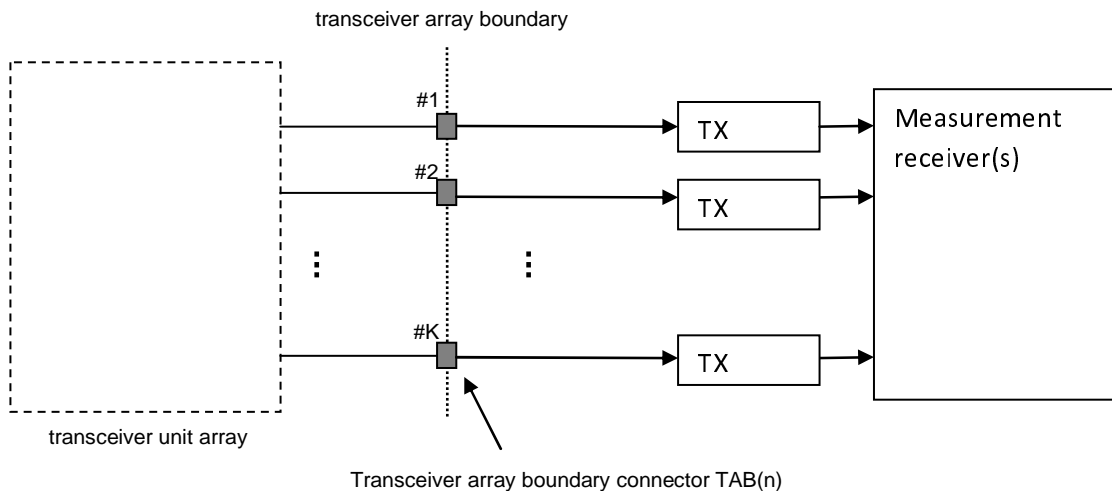 transceiver array boundary
#1
TX
Measurement
receiver(s)
#2
TX
#K
TX
transceiver unit array
Transceiver array boundary connector TAB(n)